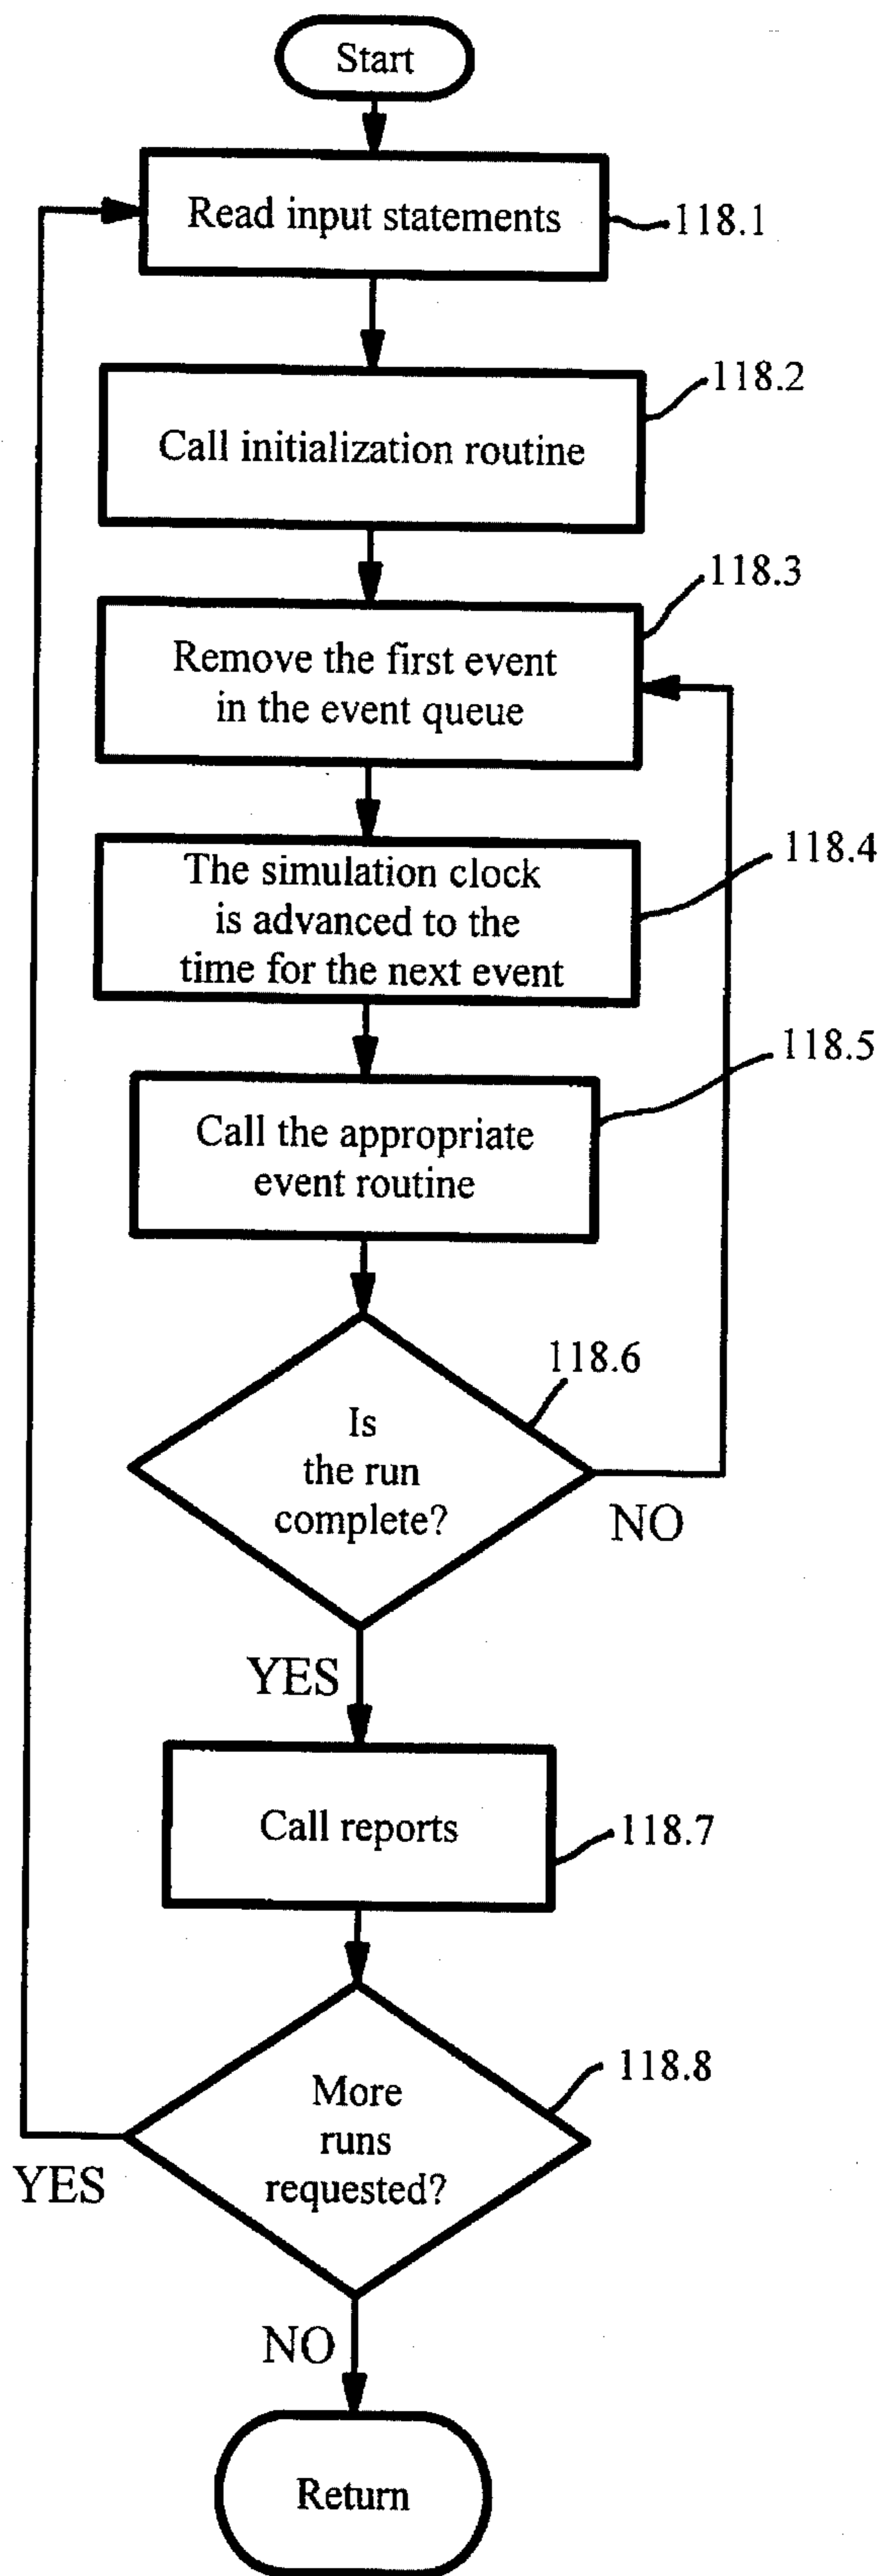 Start
Read input statements
118.1
118.2
Call initialization routine
118.3
Remove the first event
in the event queue
118.4
The simulation clock
is advanced to the
time for the next event
118.5
Call the appropriate
event routine
118.6
Is
the run
complete?
NO
YES
Call reports
118.7
118.8
More
runs
requested?
YES
NO
Return